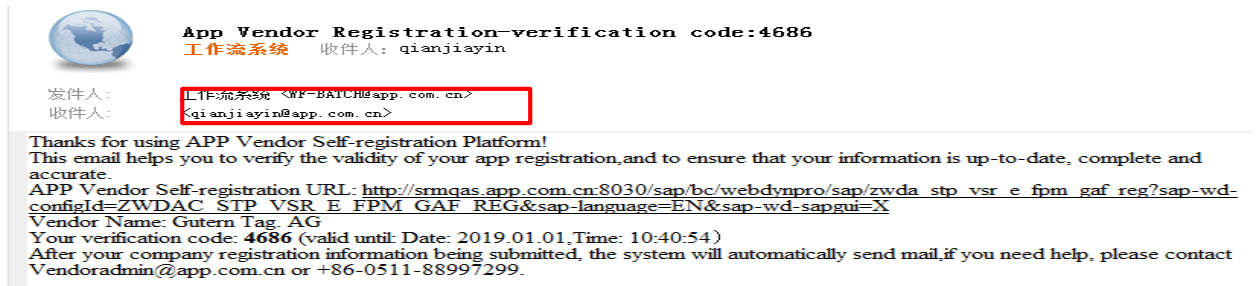 App Vendor Registration-verification code:4686
工作流系统 收件人: qianjiayin
发件人: 工作流系统 <WF-BATCH@app.com.cn>
收件人: <qianjiayin@app.com.cn>
Thanks for using APP Vendor Self-registration Platform!
This email helps you to verify the validity of your app registration,and to ensure that your information is up-to-date, complete and
accurate.
APP Vendor Self-registration URL: http://srmqas.app.com.cn:8030/sap/bc/webdynpro/sap/zwda_stp_vsr_e_fpm_gaf_reg?sap-wd-
configId=ZWDAC_STP_VSR_E_FPM_GAF_REG&sap-language=EN&sap-wd-sapgui=X
Vendor Name: Gutern Tag. AG
Your verification code: 4686 (valid until: Date: 2019.01.01,Time: 10:40:54）
After your company registration information being submitted, the system will automatically send mail,if you need help, please contact
Vendoradmin@app.com.cn or +86-0511-88997299.